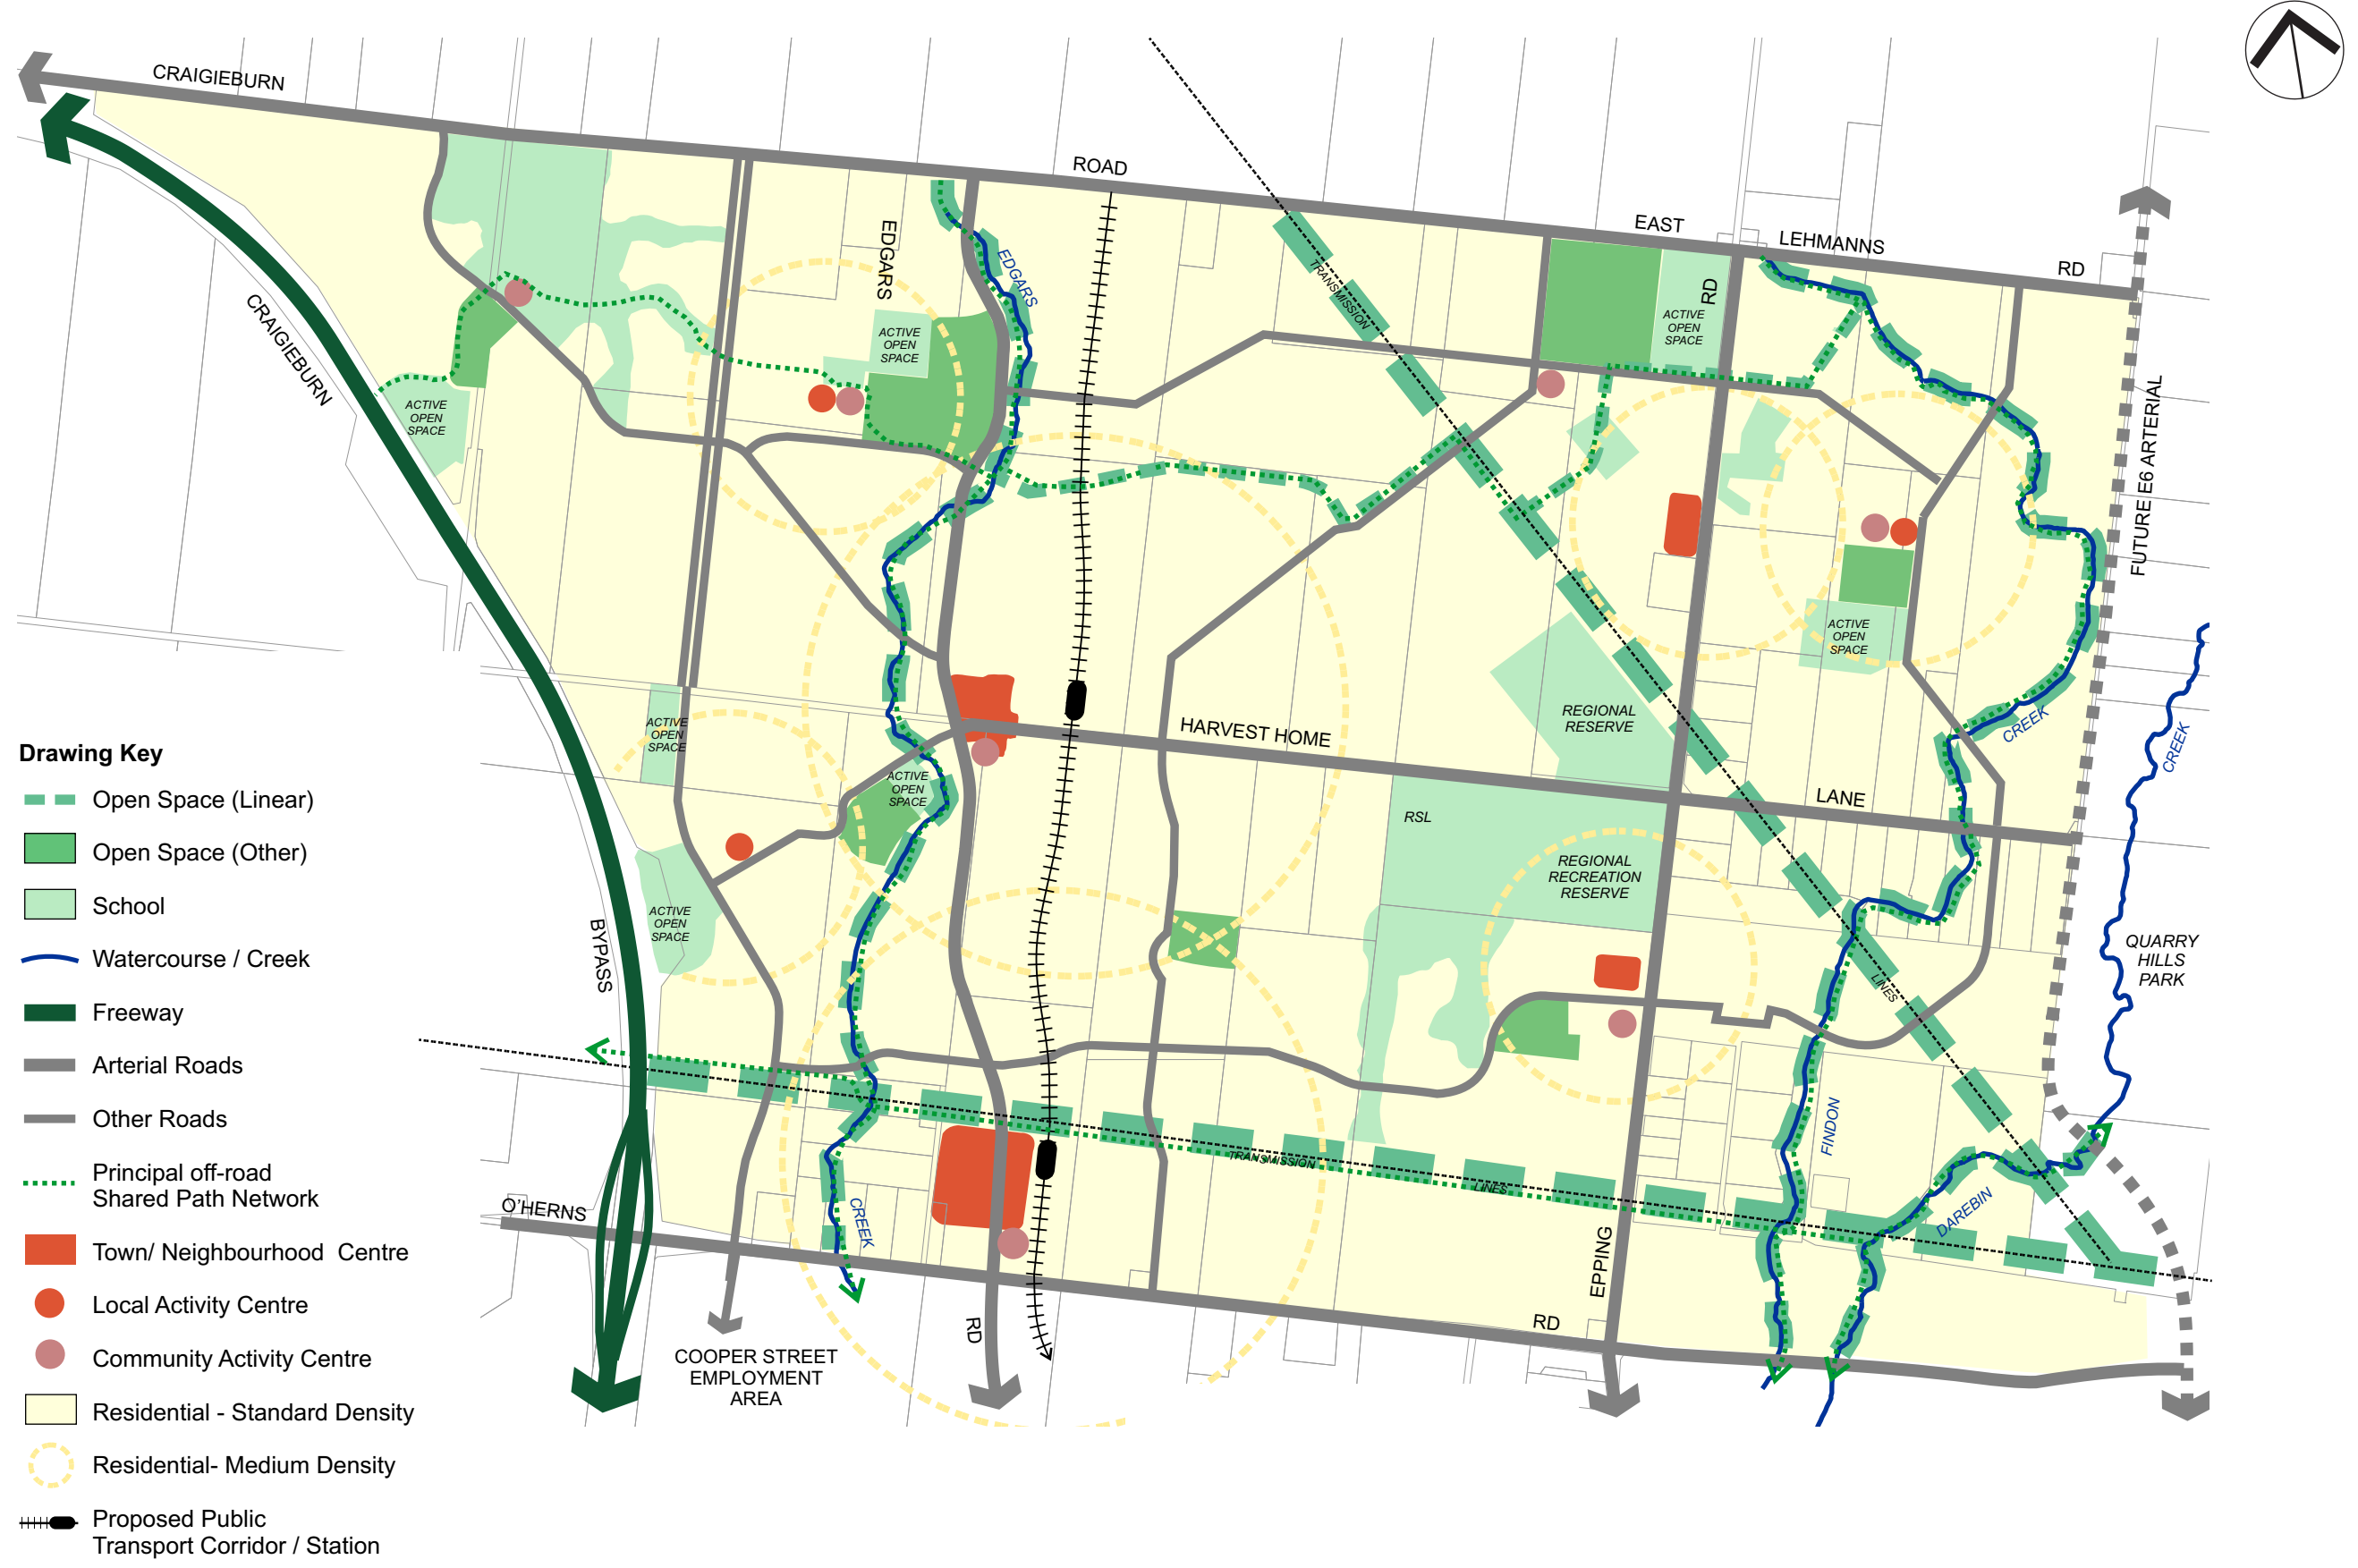 CRAIGIEBURN
ROAD
EAST
LEHMANNS
RD
EDGARS
EDGARS
TRANSMISSION
RD
ACTIVE
OPEN
SPACE
ACTIVE
OPEN
SPACE
CRAIGIEBURN
ACTIVE
OPEN
SPACE
FUTURE E6 ARTERIAL
ACTIVE
OPEN
SPACE
REGIONAL
RESERVE
ACTIVE
OPEN
SPACE
HARVEST HOME
CREEK
CREEK
ACTIVE
OPEN
SPACE
LANE
RSL
REGIONAL
RECREATION
RESERVE
ACTIVE
OPEN
SPACE
BYPASS
QUARRY
HILLS
PARK
LINES
FINDON
TRANSMISSION
LINES
O'HERNS
CREEK
DAREBIN
EPPING
RD
RD
COOPER STREET
EMPLOYMENT
AREA
Drawing Key
Open Space (Linear)
Open Space (Other)
School
Watercourse / Creek
Freeway
Arterial Roads
Other Roads
Principal off-road
Shared Path Network
Town/ Neighbourhood Centre
Local Activity Centre
Community Activity Centre
Residential - Standard Density
Residential- Medium Density
Proposed Public
Transport Corridor / Station